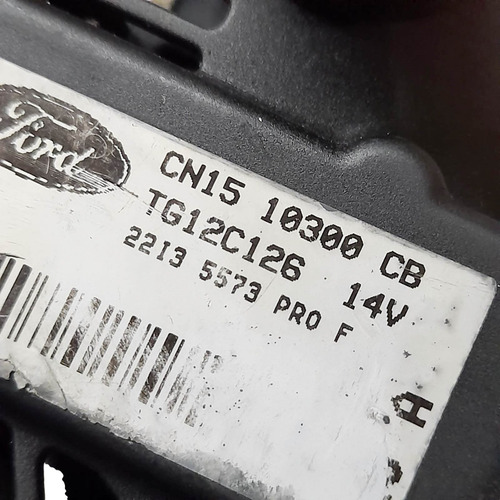 Ford
CN15 10300 CB
TG12C126 14V
2213 5573 PRO F
A